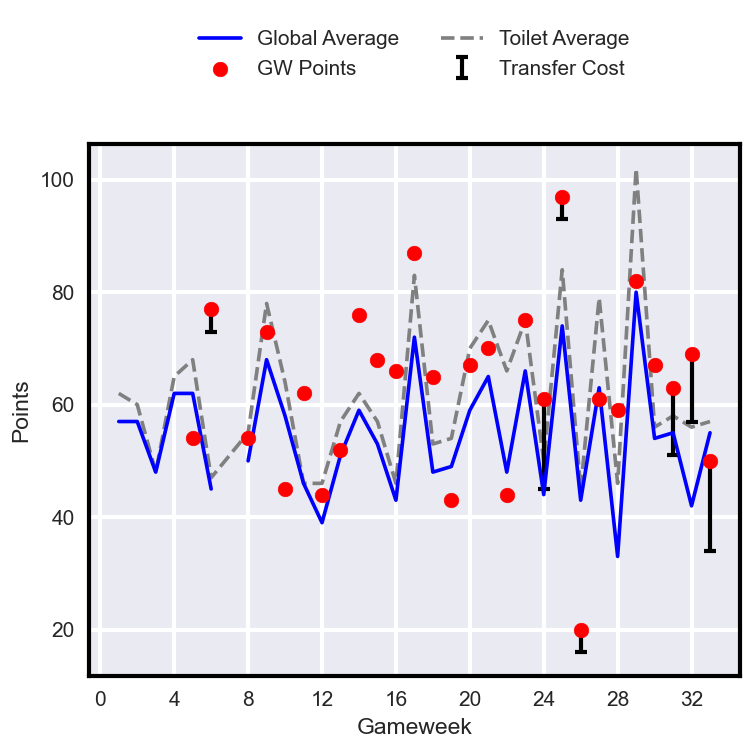 Global Average
Toilet Average
GW Points
Transfer Cost
100
80
60
40
20
Points
0 4 8 12 16 20 24 28 32
Gameweek